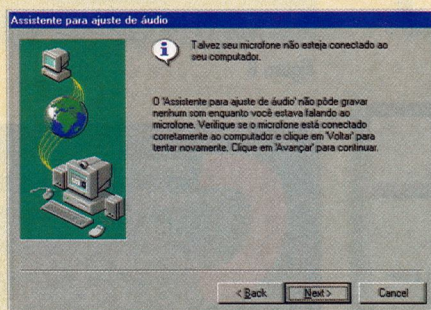 Assistente para ajuste de áudio
Talvez seu microfone não esteja conectado ao
seu computador.
O 'Assistente para ajuste de áudio' não pôde gravar
nenhum som enquanto você estava falando ao
microfone. Verifique se o microfone está conectado
corretamente ao computador e clique em 'Voltar' para
tentar novamente. Clique em 'Avançar' para continuar.
< Back
Next >
Cancel